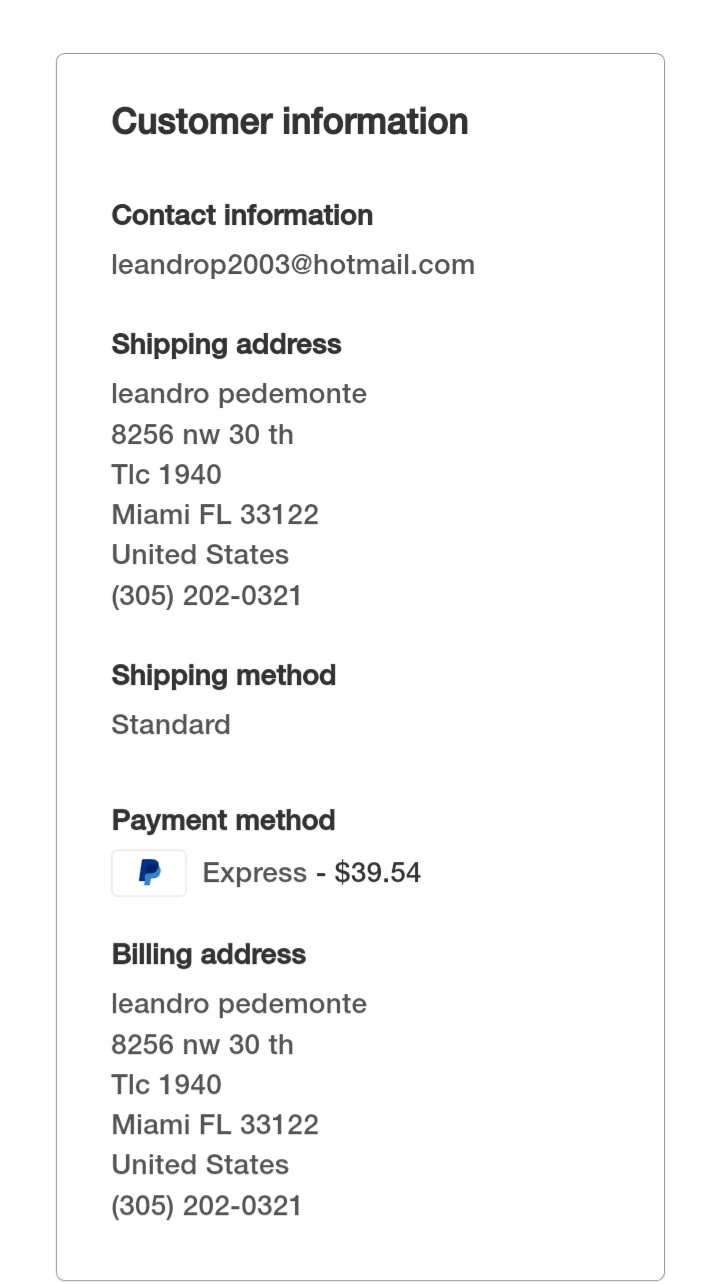 Customer information
Contact information
leandrop2003@hotmail.com
Shipping address
leandro pedemonte
8256 nw 30 th
Tlc 1940
Miami FL 33122
United States
(305) 202-0321
Shipping method
Standard
Payment method
Express - $39.54
Billing address
leandro pedemonte
8256 nw 30 th
Tlc 1940
Miami FL 33122
United States
(305) 202-0321